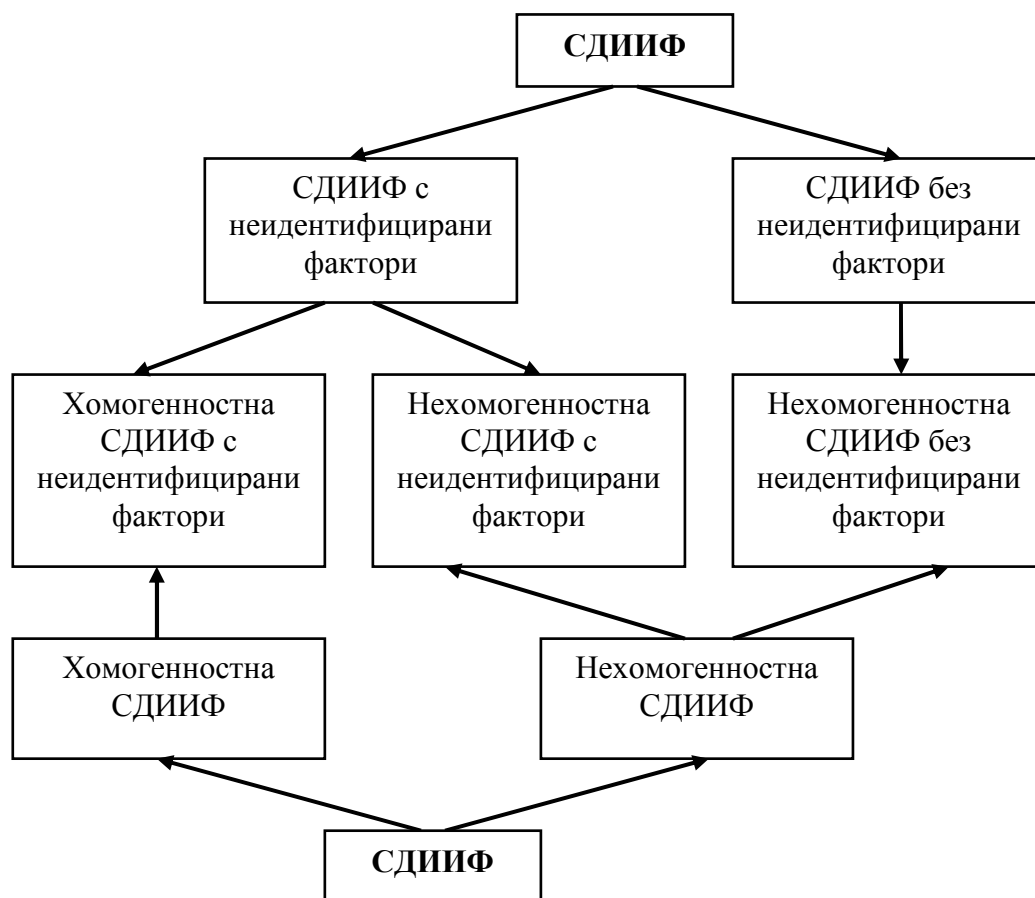 СДИИФ
СДИИФ с
неидентифицирани
фактори
СДИИФ без
неидентифицирани
фактори
Хомогенностна
СДИИФ с
неидентифицирани
фактори
Нехомогенностна
СДИИФ с
неидентифицирани
фактори
Нехомогенностна
СДИИФ без
неидентифицирани
фактори
Хомогенностна
СДИИФ
Нехомогенностна
СДИИФ
СДИИФ